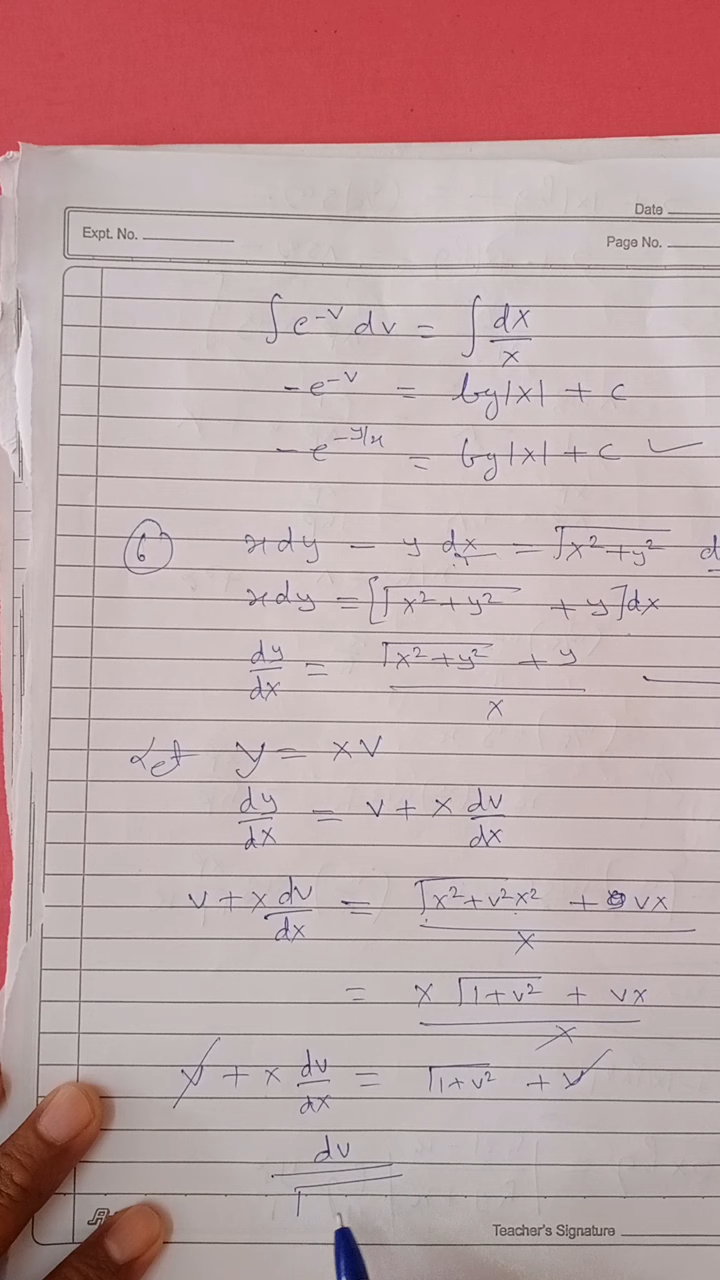 Date
Expt. No.
Page No.
∫ e^{-v} dv = ∫ dx/x
-e^{-v} = log|x| + c
-e^{-y/x} = log|x| + c ✓
(6) xdy - y dx = √(x²+y²) d
xdy = [√(x²+y²) + y]dx
dy/dx = (√(x²+y²) + y)/x
Let y = xv
dy/dx = v + x dv/dx
v + x dv/dx = (√(x²+v²x²) + vx)/x
= (x √(1+v²) + vx)/x
v + x dv/dx = √(1+v²) + v
dv/√
Teacher's Signature